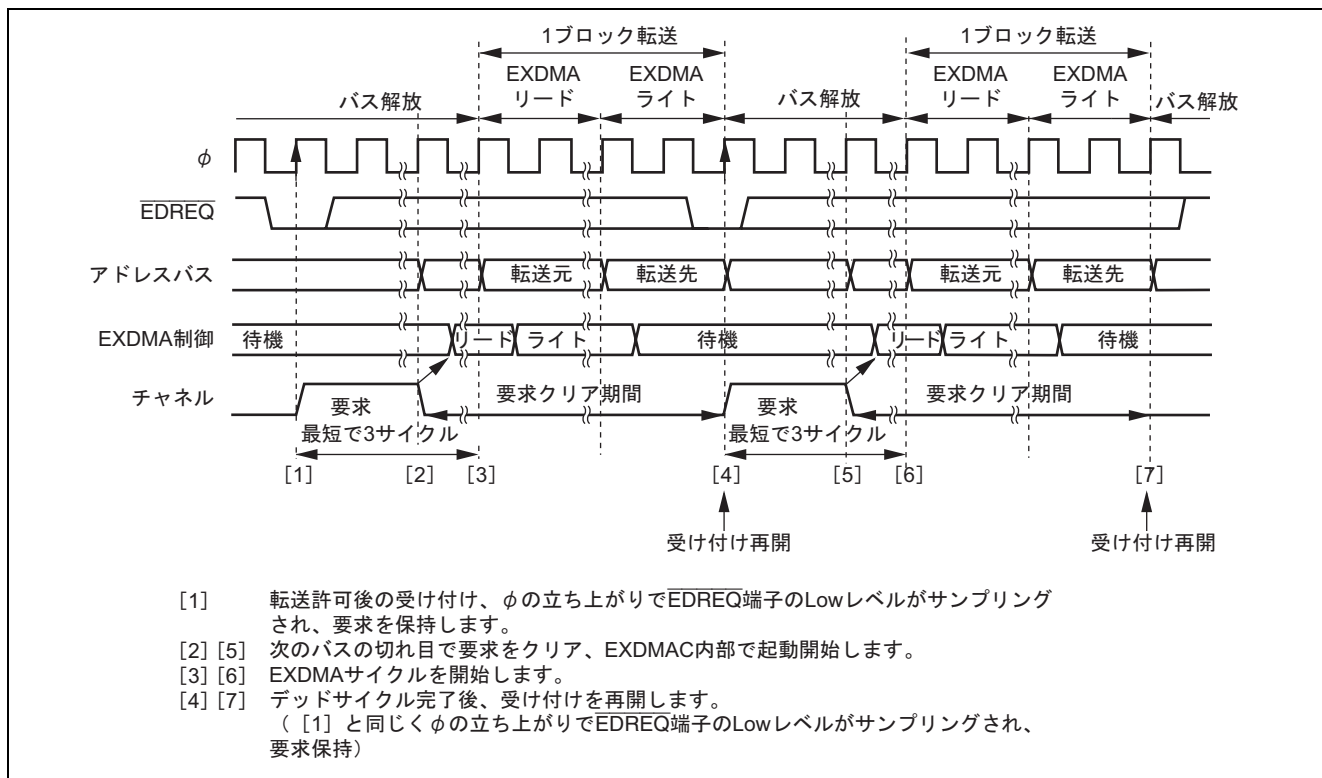 1ブロック転送 1ブロック転送
EXDMA EXDMA EXDMA EXDMA
バス解放 リード ライト バス解放 リード ライト バス解放
φ
EDREQ
アドレスバス 転送元 転送先 転送元 転送先
EXDMA制御 待機 リード ライト 待機 リード ライト 待機
チャネル 要求 要求クリア期間 要求 要求クリア期間
最短で3サイクル 最短で3サイクル
[1] [2] [3] [4] [5] [6] [7]
受け付け再開 受け付け再開
[1] 転送許可後の受け付け、φの立ち上がりでEDREQ端子のLowレベルがサンプリング
され、要求を保持します。
[2] [5] 次のバスの切れ目で要求をクリア、EXDMAC内部で起動開始します。
[3] [6] EXDMAサイクルを開始します。
[4] [7] デッドサイクル完了後、受け付けを再開します。
([1]と同じくφの立ち上がりでEDREQ端子のLowレベルがサンプリングされ、
要求保持)